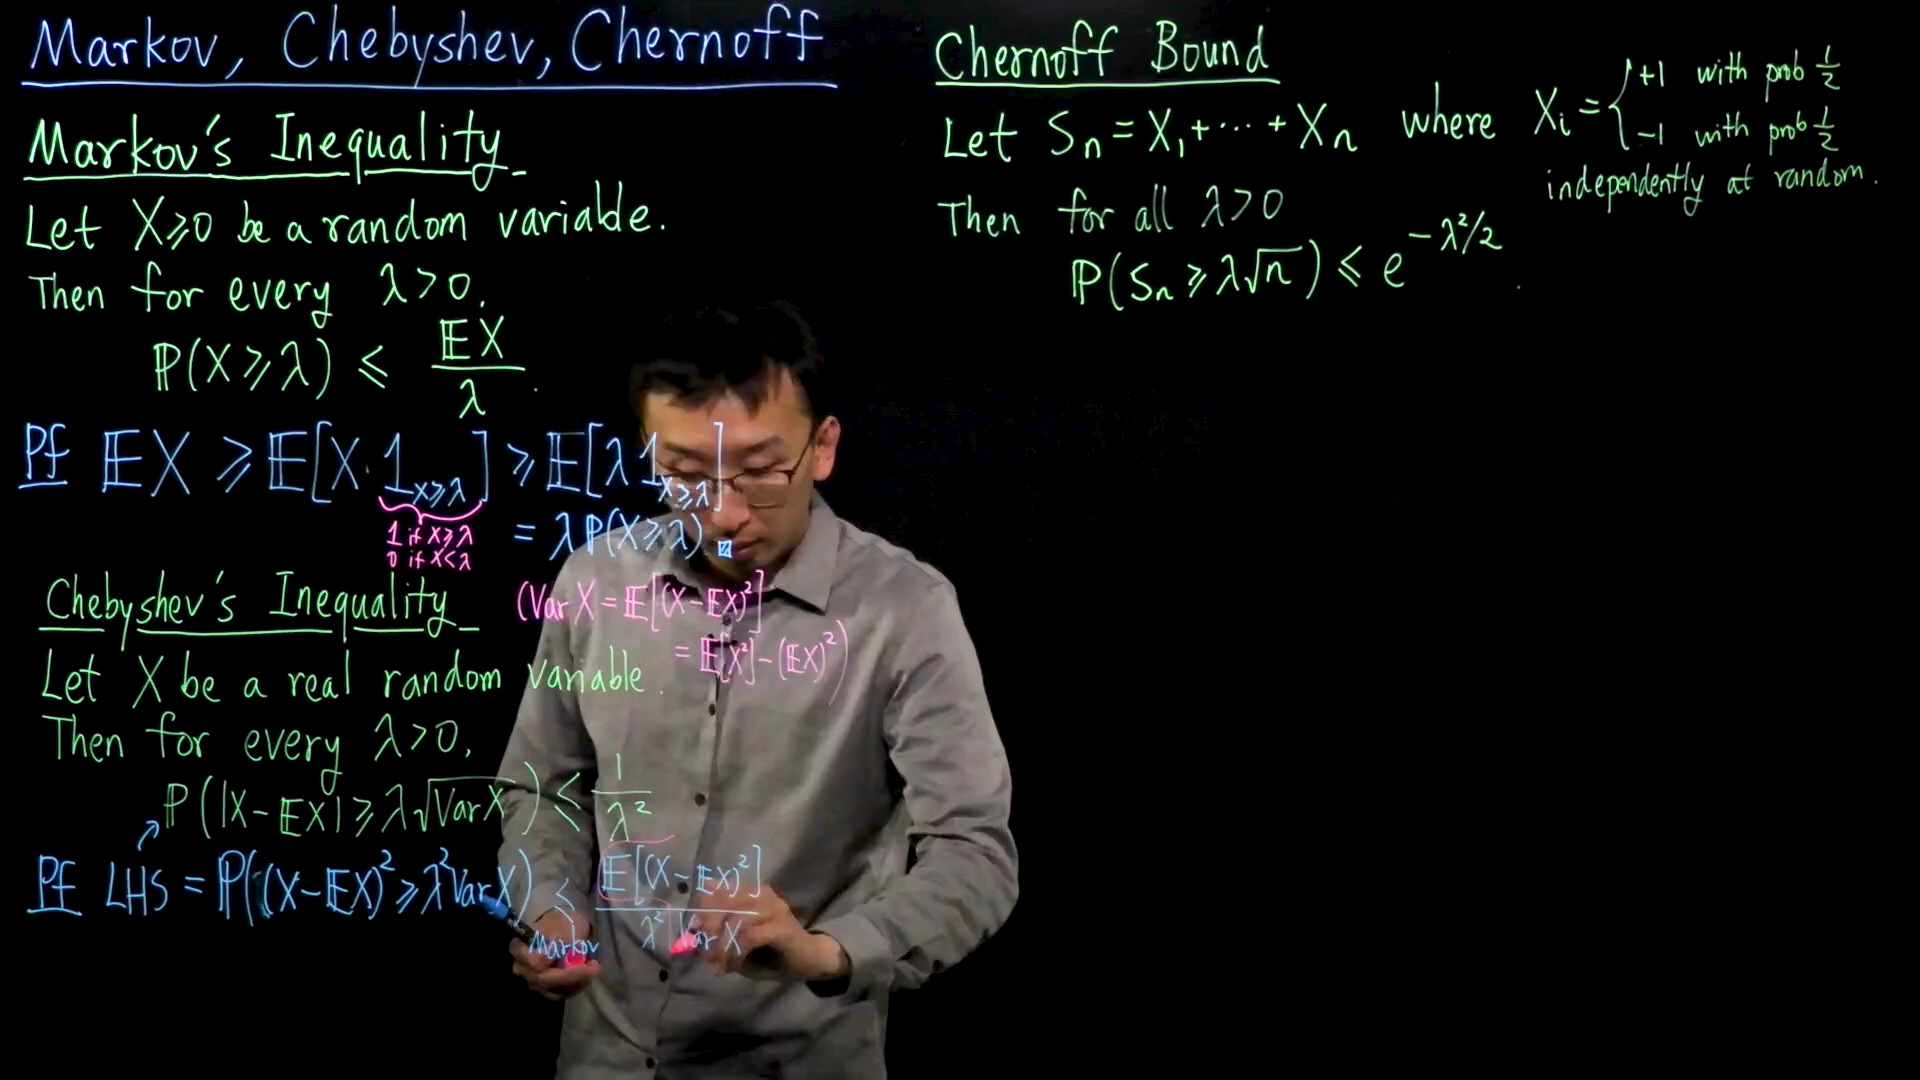 Markov, Chebyshev, Chernoff
Markov's Inequality
Let X⩾0 be a random variable.
Then for every λ>0,
ℙ(X⩾λ) ⩽ 𝔼X / λ.
Pf 𝔼X ⩾ 𝔼[X·1_{X⩾λ}] ⩾ 𝔼[λ1_{X⩾λ}]
1 if X⩾λ
0 if X<λ
= λℙ(X⩾λ).
Chebyshev's Inequality
(Var X = 𝔼[(X−𝔼X)²]
= 𝔼[X²]−(𝔼X)²)
Let X be a real random variable.
Then for every λ>0,
ℙ(|X−𝔼X| ⩾ λ√Var X) ⩽ 1/λ²
Pf LHS = ℙ((X−𝔼X)² ⩾ λ²Var X) ⩽ 𝔼[(X−𝔼X)²] / λ² Var X
Markov
Chernoff Bound
Let Sₙ = X₁+⋯+Xₙ where Xᵢ = { +1 with prob 1/2
−1 with prob 1/2
independently at random.
Then for all λ>0
ℙ(Sₙ ⩾ λ√n) ⩽ e^{−λ²/2}.